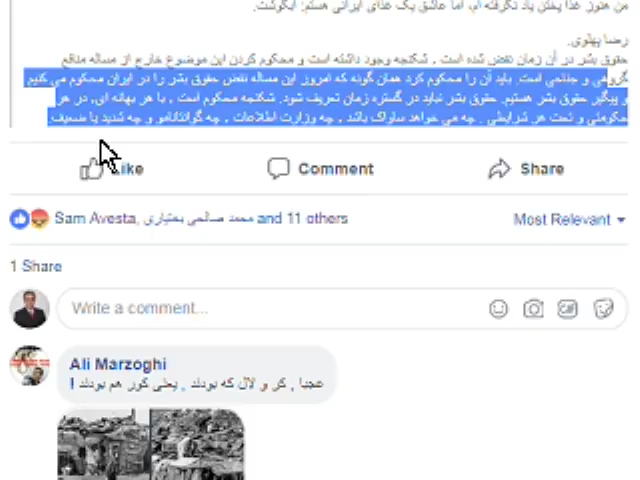 من هنوز غذا پختن یاد نگرفته ام، اما عاشق یک غذای ایرانی هستم: آبگوشت.
رضا پهلوی.
حقوق بشر در آن زمان نقض شده است . شکنجه وجود داشته است و محکوم کردن این موضوع خارج از مساله منافع
گروهی و جناحی است. باید آن را محکوم کرد همان گونه که امروز این مساله نقض حقوق بشر را در ایران محکوم می کنیم
و پیگیر حقوق بشر هستیم. حقوق بشر نباید در گستره زمان تعریف شود. شکنجه محکوم است . با هر بهانه ای، در هر
حکومتی و تحت هر شرایطی . چه می خواهد ساواک باشد . چه وزارت اطلاعات . چه گوانتانامو و چه شدید یا ضعیف.
Like
Comment
Share
Sam Avesta, محمد صالحی بختیاری and 11 others
Most Relevant
1 Share
Write a comment...
GIF
Ali Marzoghi
عجبا , کر و لال که بودند , یعنی کور هم بودند !